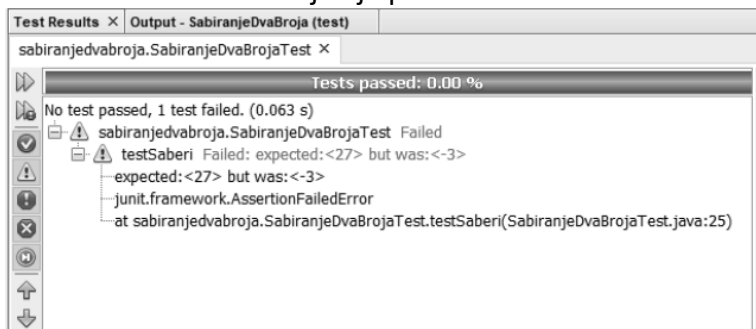 Test Results × Output - SabiranjeDvaBroja (test)
sabiranjedvabroja.SabiranjeDvaBrojaTest ×
Tests passed: 0.00 %
No test passed, 1 test failed. (0.063 s)
sabiranjedvabroja.SabiranjeDvaBrojaTest Failed
testSaberi Failed: expected:<27> but was:<-3>
expected:<27> but was:<-3>
junit.framework.AssertionFailedError
at sabiranjedvabroja.SabiranjeDvaBrojaTest.testSaberi(SabiranjeDvaBrojaTest.java:25)